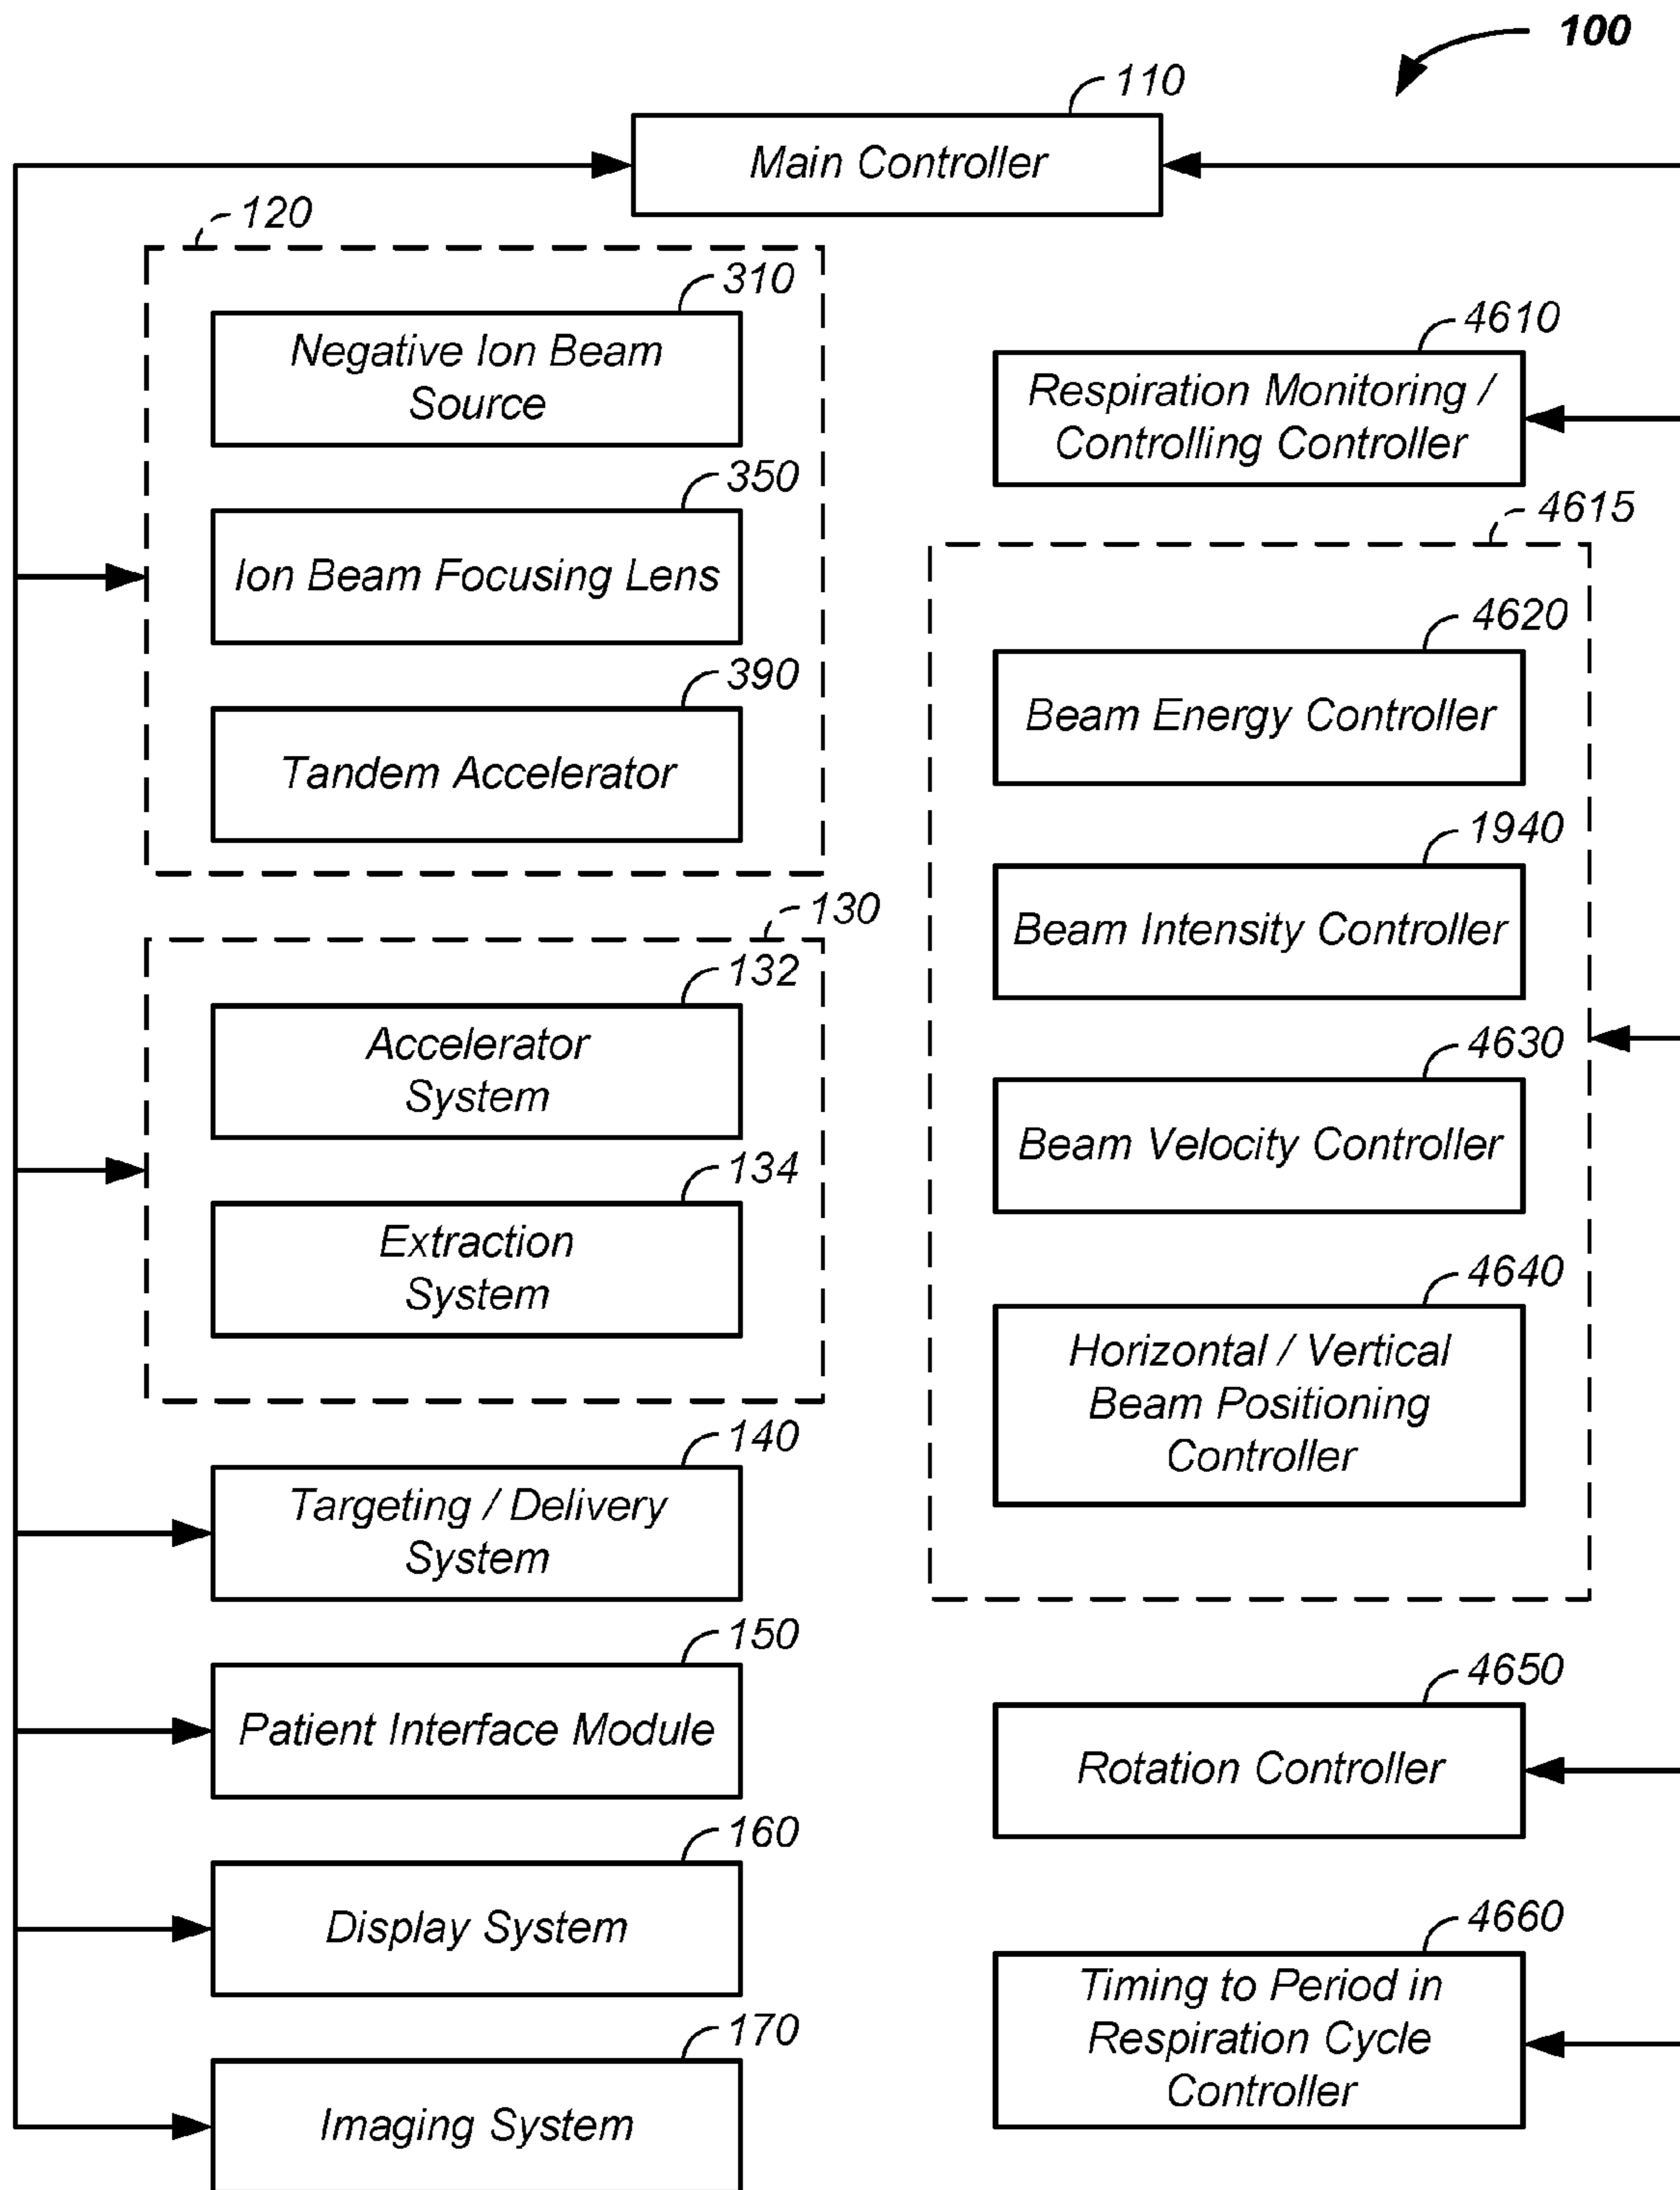 100
110
Main Controller
120
310
Negative Ion Beam
Source
350
Ion Beam Focusing Lens
390
Tandem Accelerator
130
132
Accelerator
System
134
Extraction
System
140
Targeting / Delivery
System
150
Patient Interface Module
160
Display System
170
Imaging System
4610
Respiration Monitoring /
Controlling Controller
4615
4620
Beam Energy Controller
1940
Beam Intensity Controller
4630
Beam Velocity Controller
4640
Horizontal / Vertical
Beam Positioning
Controller
4650
Rotation Controller
4660
Timing to Period in
Respiration Cycle
Controller